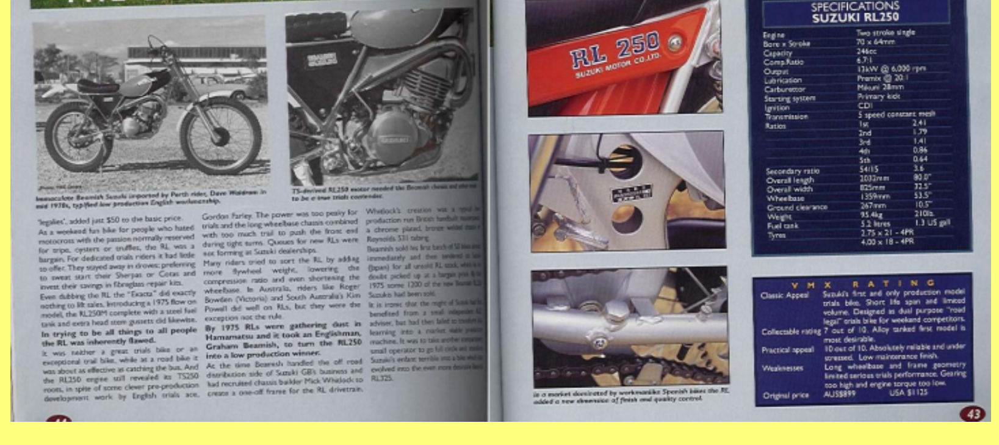 Immaculate Beamish Suzuki imported by Perth rider, Dave Waldron in
mid 1970s, typified low production English workmanship.
TS-derived RL250 motor needed the Beamish chassis and
to be a true trials contender.
'legalies', added just $50 to the basic price.
As a weekend fun bike for people who hated
motocross with the passion normally reserved
for tripe, oysters or truffles, the RL was a
bargain. For dedicated trials riders it had little
to offer. They stayed away in droves; preferring
to sweat start their Sherpas or Cotas and
invest their savings in fibreglass repair kits.
Even dubbing the RL the "Exacta" did exactly
nothing to lift sales. Introducing a 1975 flow on
model, the RL250M complete with a steel fuel
tank and extra head stem gussets did likewise.
In trying to be all things to all people
the RL was inherently flawed.
It was neither a great trials bike or an
exceptional trail bike, while as a road bike it
was about as effective as catching the bus. And
the RL250 engine still revealed its TS250
roots, in spite of some clever pre-production
development work by English trials ace,
Gordon Farley. The power was too peaky for
trials and the long wheelbase chassis combined
with too much trail to push the front end
during tight turns. Queues for new RLs were
not forming at Suzuki dealerships.
Many riders tried to sort the RL by adding
more flywheel weight, lowering the
compression ratio and even shortening the
wheelbase. In Australia, riders like Roger
Bowden (Victoria) and South Australia's Kim
Powell did well on RLs, but they were the
exception not the rule.
By 1975 RLs were gathering dust in
Hamamatsu and it took an Englishman,
Graham Beamish, to turn the RL250
into a low production winner.
At the time Beamish handled the off road
distribution side of Suzuki GB's business and
had recruited chassis builder Mick Whitlock to
create a one-off frame for the RL drivetrain.
Whitlock's creation was a typical
production run British handbuilt
a chrome plated, bronze welded
Reynolds 531 tubing.
Beamish sold his first batch of 50 bikes
immediately and then tendered to
(Japan) for all unsold RL stock, which is
doubt picked up at a bargain price. By
1975 some 1200 of the new Beamish
Suzukis had been sold.
It is ironic that the might of Suzuki had
benefited from a small independent
adviser, but had then failed to transform
learning into a market viable
machine. It was to take another
small operator to go full circle and
Suzuki's enfant terrible into a bike which
evolved into the even more desirable
RL325.
44
RL 250
SUZUKI MOTOR CO.,LTD.
In a market dominated by workmanlike Spanish bikes the RL
added a new dimension of finish and quality control.
SPECIFICATIONS
SUZUKI RL250
Engine Two stroke single
Bore x Stroke 70 x 64mm
Capacity 246cc
Comp.Ratio 6.7:1
Output 13kW @ 6,000 rpm
Lubrication Premix @ 20:1
Carburettor Mikuni 28mm
Starting system Primary kick
Ignition CDI
Transmission 5 speed constant mesh
Ratios 1st 2.41
2nd 1.79
3rd 1.41
4th 0.86
5th 0.64
Secondary ratio 54/15 3.6
Overall length 2032mm 80.0"
Overall width 825mm 32.5"
Wheelbase 1359mm 53.5"
Ground clearance 267mm 10.5"
Weight 95.4kg 210lb.
Fuel tank 5.2 litres 1.3 US gall
Tyres 2.75 x 21 - 4PR
4.00 x 18 - 4PR
VMX RATING
Classic Appeal Suzuki's first and only production model
trials bike. Short life span and limited
volume. Designed as dual purpose "road
legal" trials bike for weekend competitors.
Collectable rating 7 out of 10. Alloy tanked first model is
most desirable.
Practical appeal 10 out of 10. Absolutely reliable and under
stressed. Low maintenance finish.
Weaknesses Long wheelbase and frame geometry
limited serious trials performance. Gearing
too high and engine torque too low.
Original price AUS$899 USA $1125
43